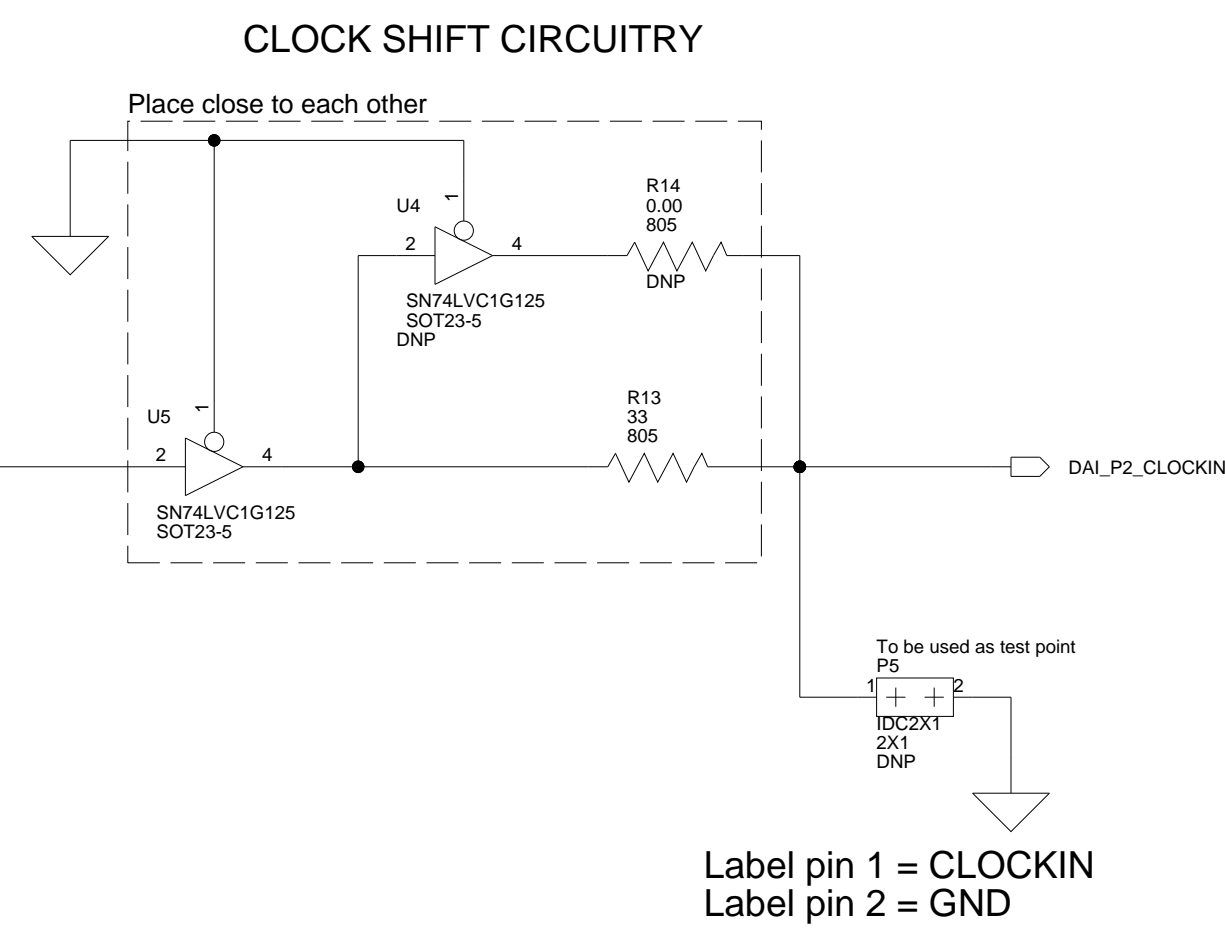 CLOCK SHIFT CIRCUITRY
Place close to each other
R14
0.00
805
DNP
U4
1
2
4
SN74LVC1G125
SOT23-5
DNP
R13
33
805
U5
1
2
4
SN74LVC1G125
SOT23-5
DAI_P2_CLOCKIN
To be used as test point
P5
1
2
IDC2X1
2X1
DNP
Label pin 1 = CLOCKIN
Label pin 2 = GND